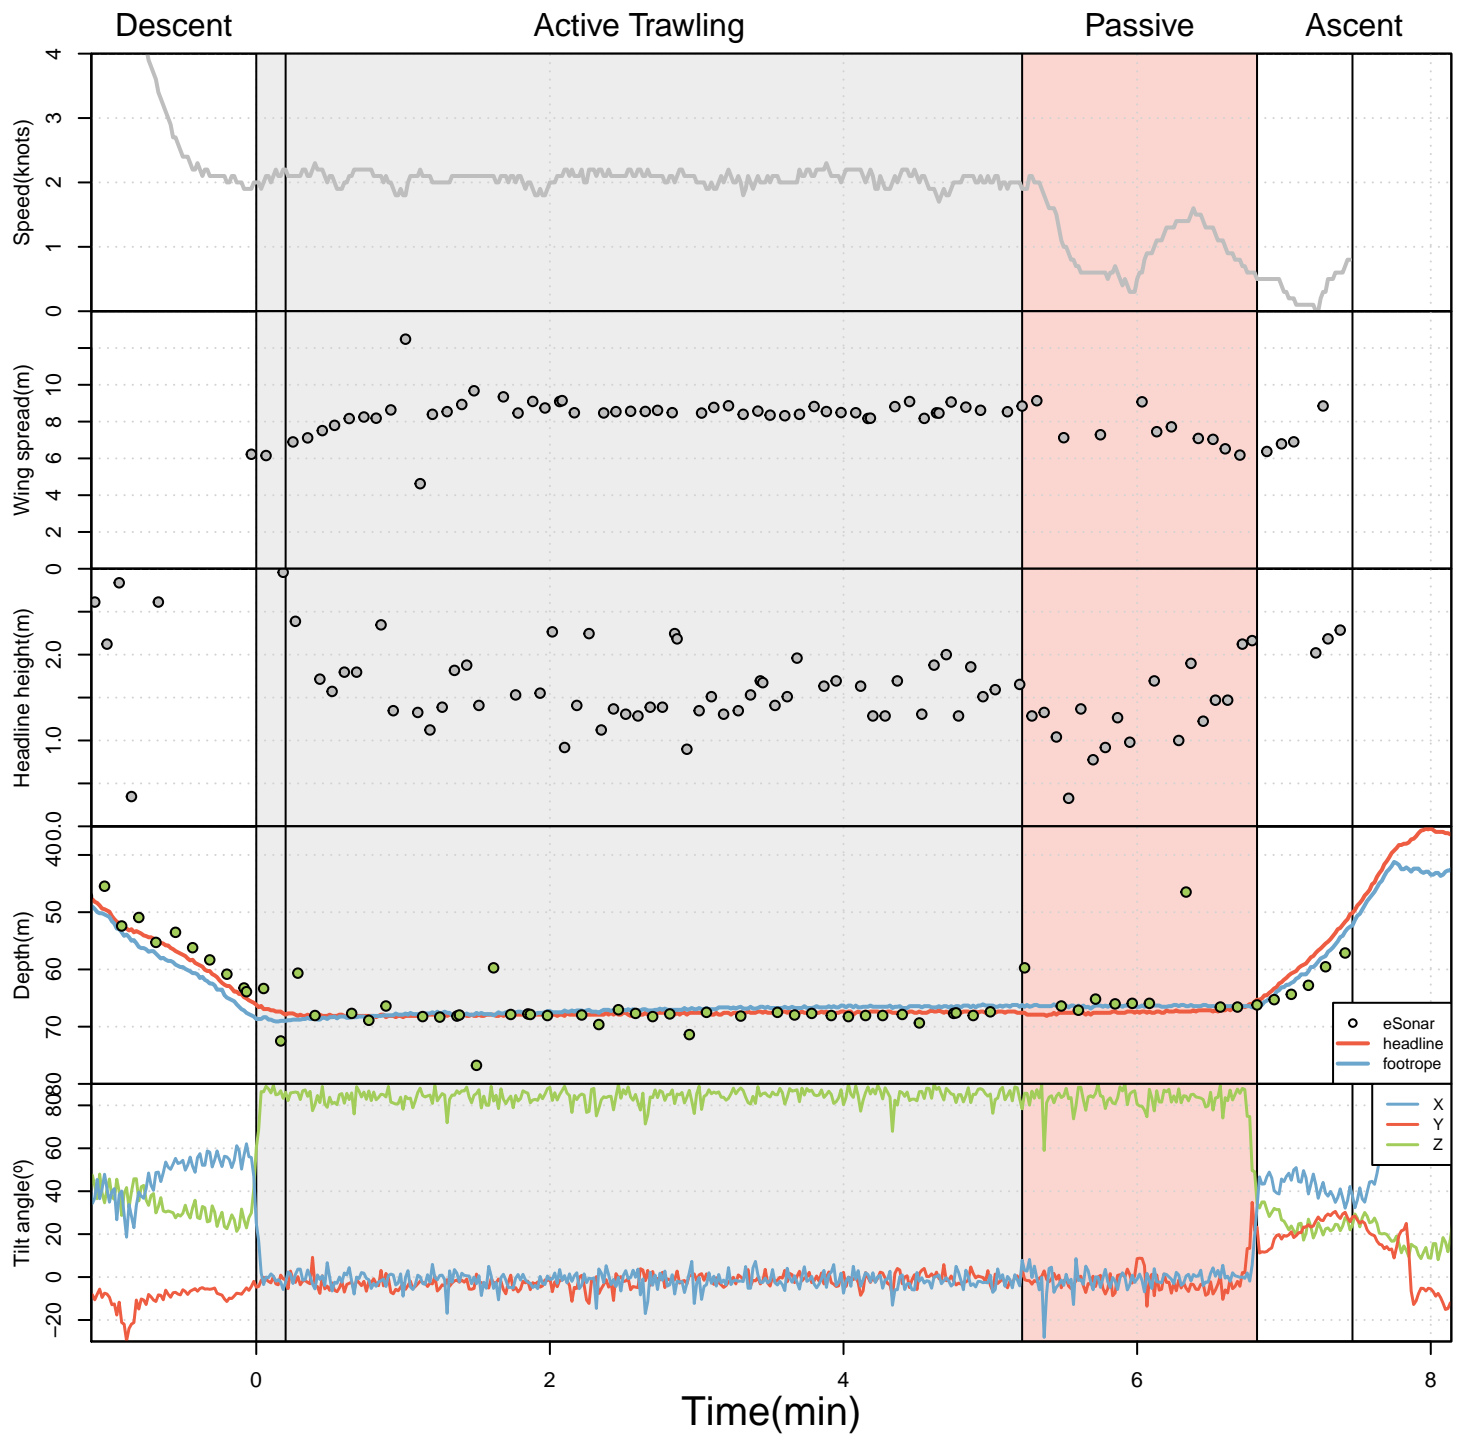 Descent Active Trawling Passive Ascent
Speed(knots)
4
3
2
1
0
Wing spread(m)
10
8
6
4
2
0
Headline height(m)
2.0
1.0
0.0
Depth(m)
40
50
60
70
80
eSonar
headline
footrope
Tilt angle(º)
80
60
40
20
0
−20
X
Y
Z
0 2 4 6 8
Time(min)